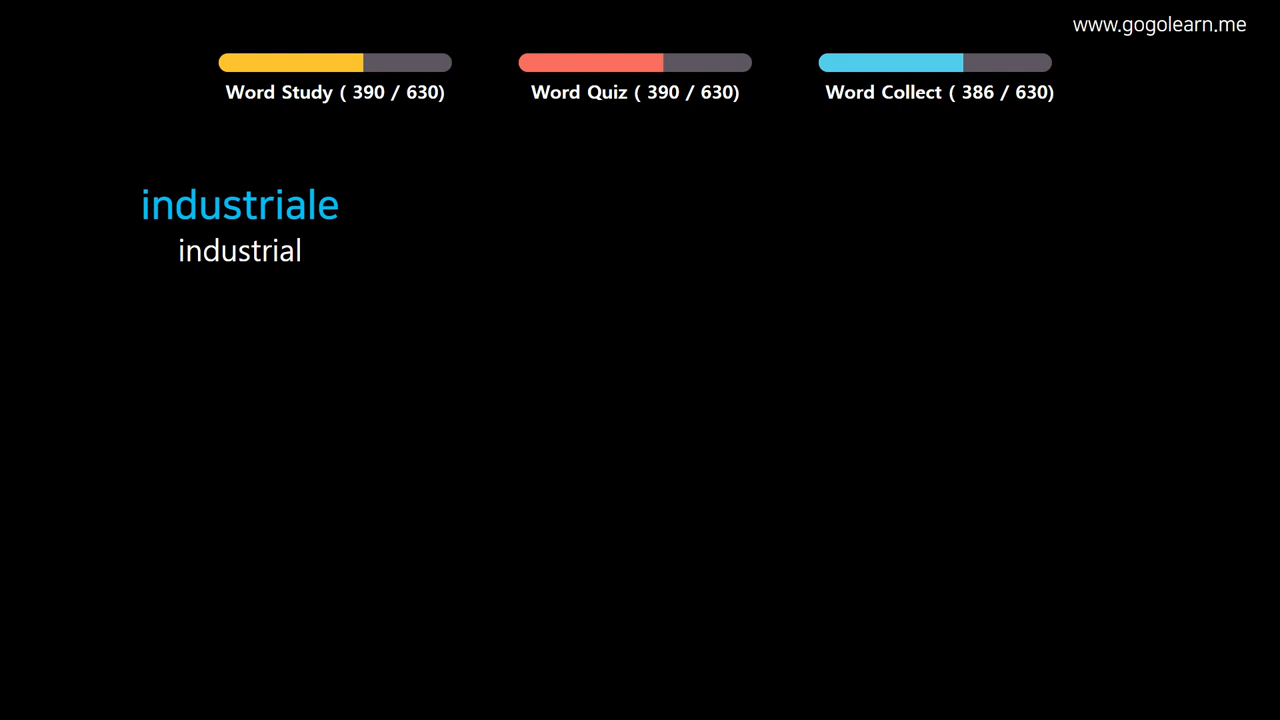 www.gogolearn.me
Word Study ( 390 / 630)
Word Quiz ( 390 / 630)
Word Collect ( 386 / 630)
industriale
industrial